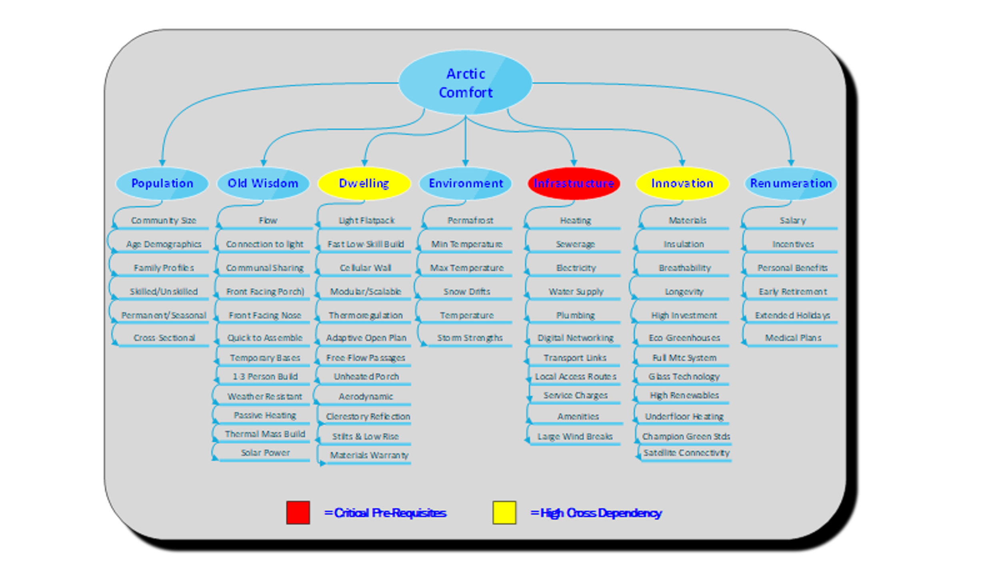 Arctic
Comfort
Population
Old Wisdom
Dwelling
Environment
Infrastructure
Innovation
Renumeration
Community Size
Age Demographics
Family Profiles
Skilled/Unskilled
Permanent/Seasonal
Cross-Sectional
Flow
Connection to light
Communal Sharing
Front Facing Porch)
Front Facing Nose
Quick to Assemble
Temporary Bases
1-3 Person Build
Weather Resistant
Passive Heating
Thermal Mass Build
Solar Power
Light Flatpack
Fast Low-Skill Build
Cellular Wall
Modular/Scalable
Thermoregulation
Adaptive Open Plan
Free-Flow Passages
Unheated Porch
Aerodynamic
Clerestory Reflection
Stilts & Low Rise
Materials Warranty
Permafrost
Min Temperature
Max Temperature
Snow Drifts
Temperature
Storm Strengths
Heating
Sewerage
Electricity
Water Supply
Plumbing
Digital Networking
Transport Links
Local Access Routes
Service Charges
Amenities
Large Wind Breaks
Materials
Insulation
Breathability
Longevity
High Investment
Eco-Greenhouses
Full Mtc System
Glass Technology
High Renewables
Underfloor Heating
Champion Green Stds
Satellite Connectivity
Salary
Incentives
Personal Benefits
Early Retirement
Extended Holidays
Medical Plans
= Critical Pre-Requisites
= High Cross Dependency